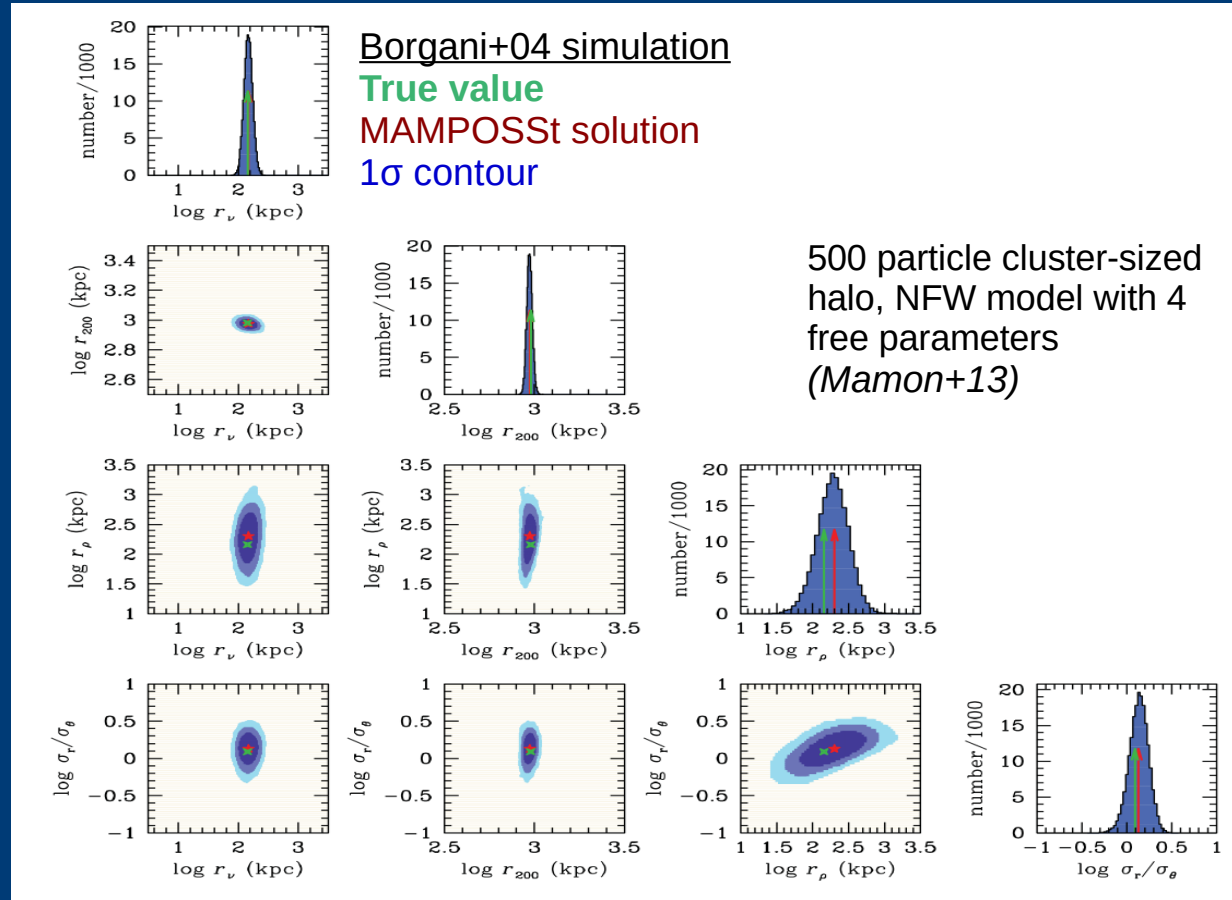 Borgani+04 simulation
True value
MAMPOSSt solution
1σ contour
500 particle cluster-sized
halo, NFW model with 4
free parameters
(Mamon+13)
number/1000
20
15
10
5
0
1 2 3
log r_ν (kpc)
log r_200 (kpc)
3.4
3.2
3
2.8
2.6
1 2 3
log r_ν (kpc)
number/1000
20
15
10
5
0
2.5 3 3.5
log r_200 (kpc)
log r_ρ (kpc)
3.5
3
2.5
2
1.5
1
1 2 3
log r_ν (kpc)
log r_ρ (kpc)
3.5
3
2.5
2
1.5
1
2.5 3 3.5
log r_200 (kpc)
number/1000
20
15
10
5
0
1 1.5 2 2.5 3 3.5
log r_ρ (kpc)
log σ_r/σ_θ
1
0.5
0
−0.5
−1
1 2 3
log r_ν (kpc)
log σ_r/σ_θ
1
0.5
0
−0.5
−1
2.5 3 3.5
log r_200 (kpc)
log σ_r/σ_θ
1
0.5
0
−0.5
−1
1 1.5 2 2.5 3 3.5
log r_ρ (kpc)
number/1000
20
15
10
5
0
−1 −0.5 0 0.5 1
log σ_r/σ_θ